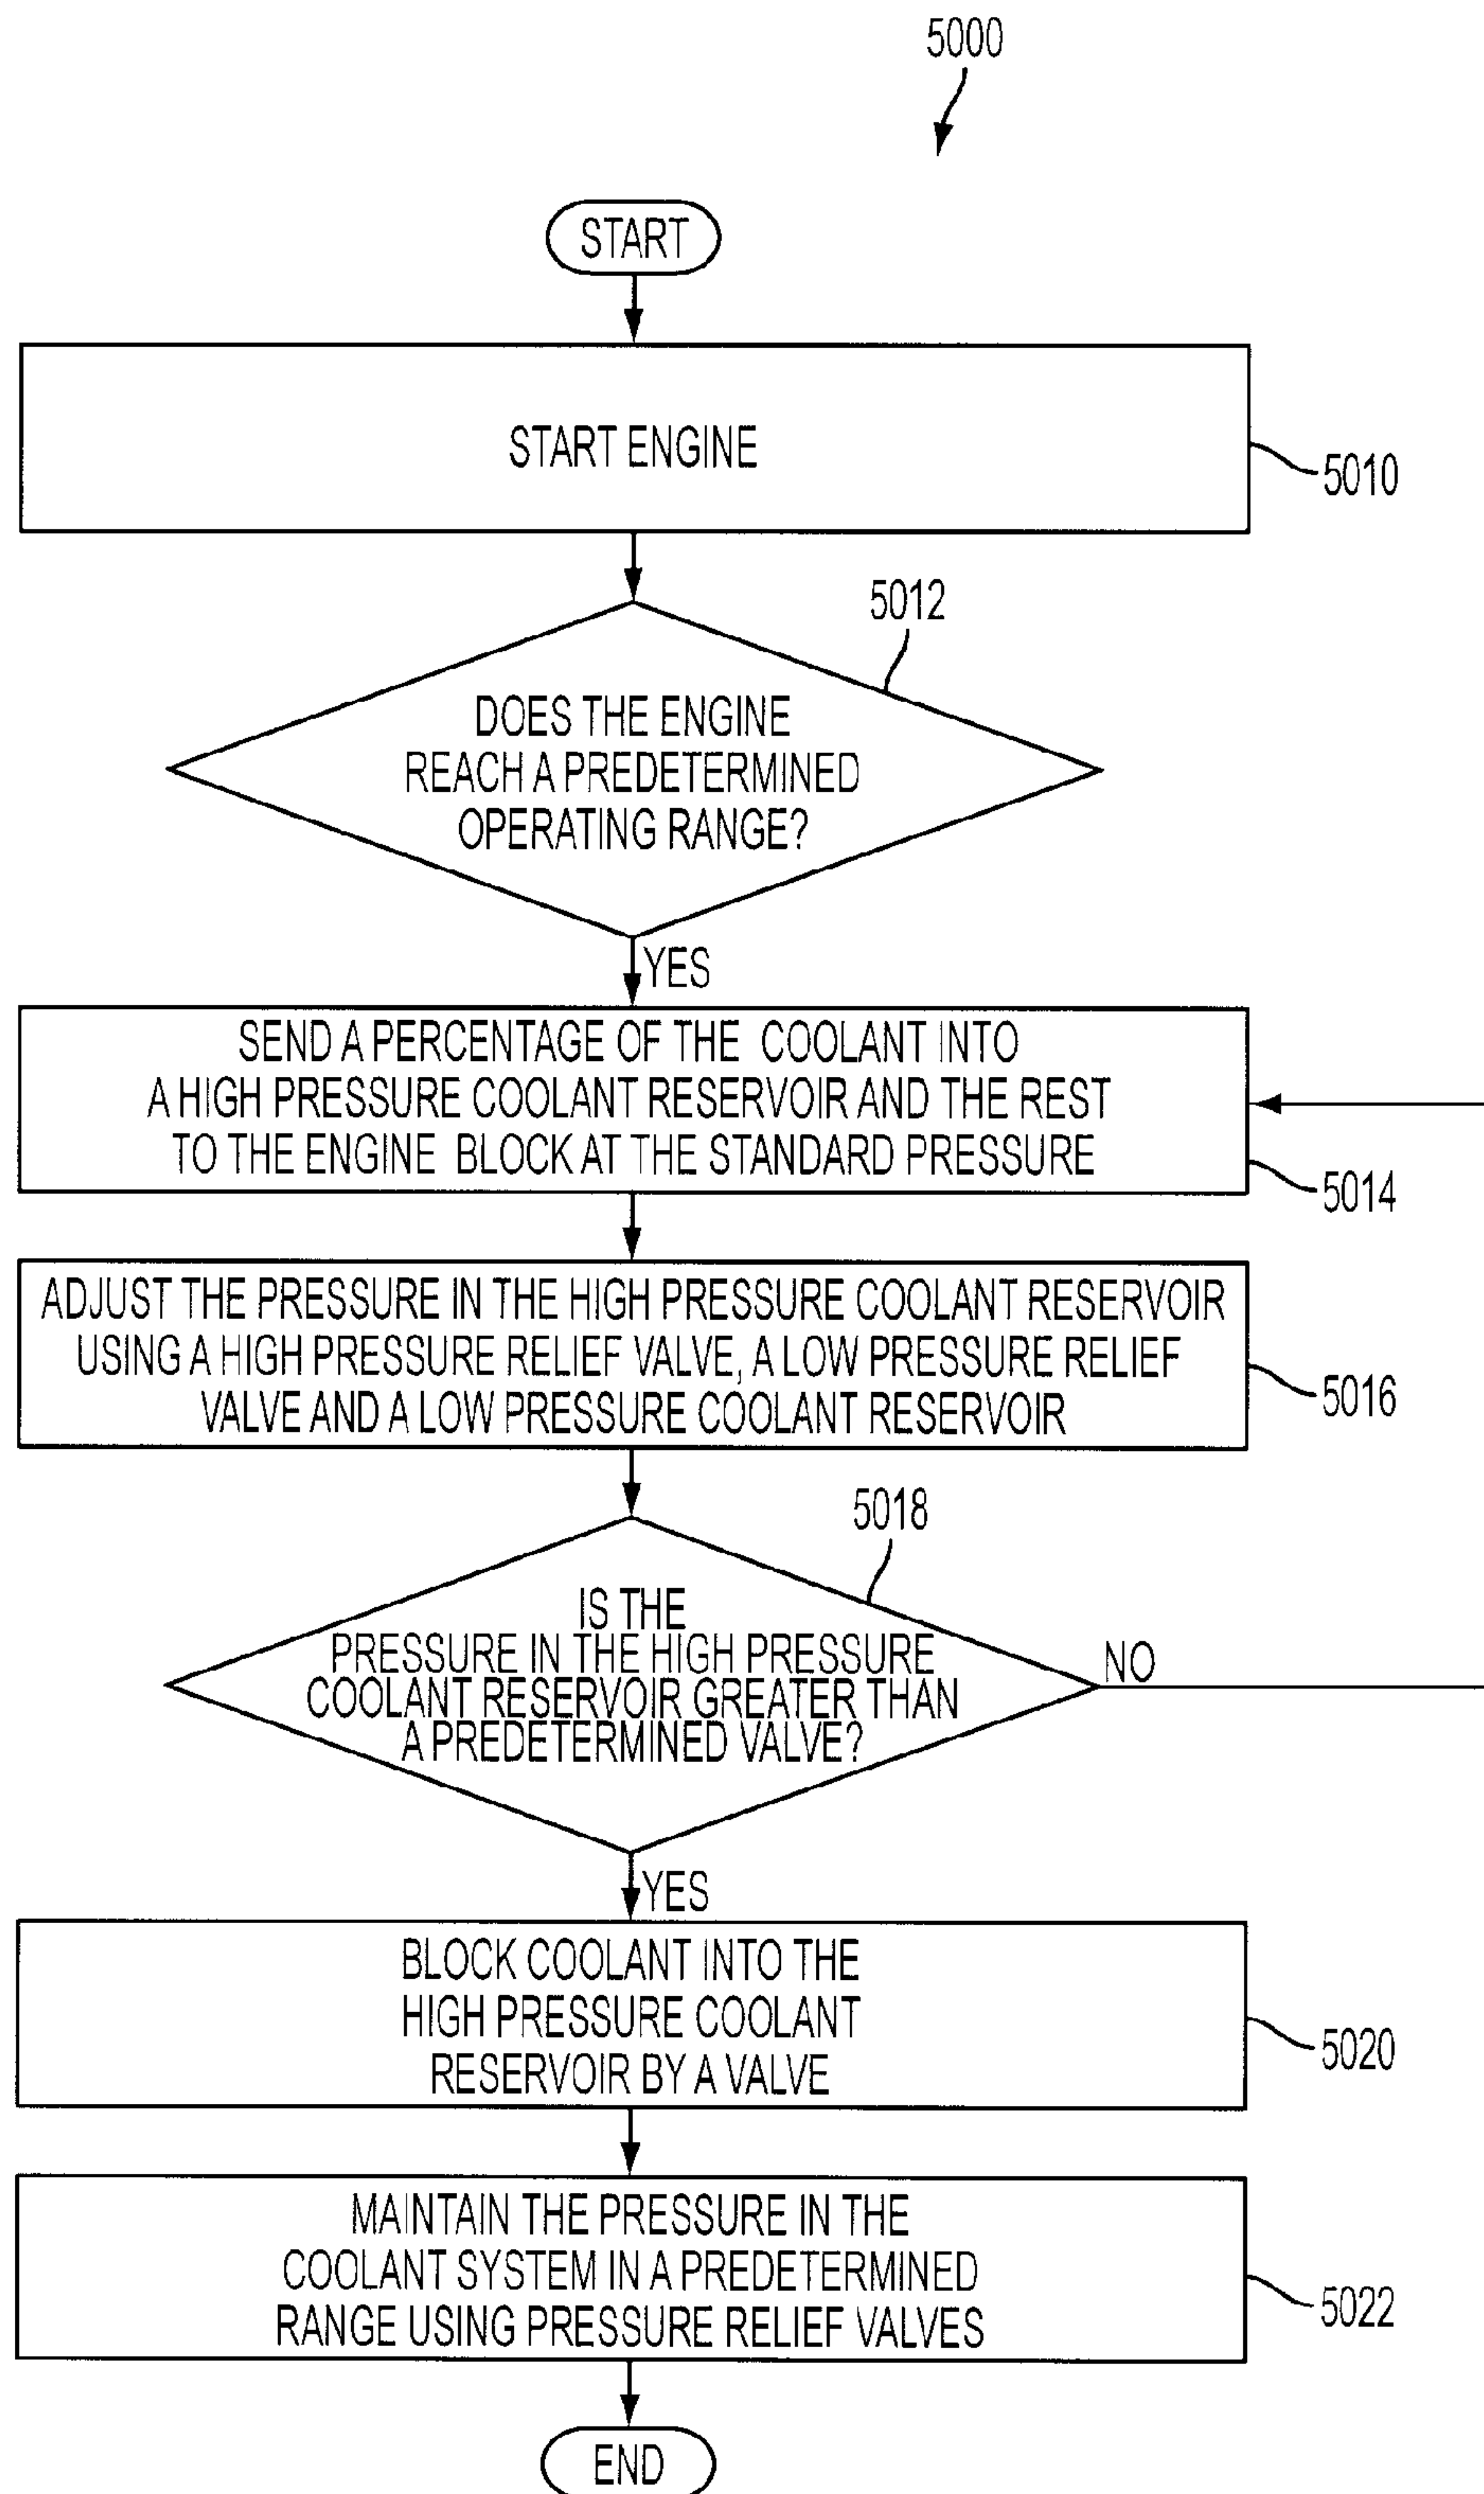 5000
START
START ENGINE
5010
5012
DOES THE ENGINE
REACH A PREDETERMINED
OPERATING RANGE?
YES
SEND A PERCENTAGE OF THE COOLANT INTO
A HIGH PRESSURE COOLANT RESERVOIR AND THE REST
TO THE ENGINE BLOCK AT THE STANDARD PRESSURE
5014
ADJUST THE PRESSURE IN THE HIGH PRESSURE COOLANT RESERVOIR
USING A HIGH PRESSURE RELIEF VALVE, A LOW PRESSURE RELIEF
VALVE AND A LOW PRESSURE COOLANT RESERVOIR
5016
5018
IS THE
PRESSURE IN THE HIGH PRESSURE
COOLANT RESERVOIR GREATER THAN
A PREDETERMINED VALVE?
NO
YES
BLOCK COOLANT INTO THE
HIGH PRESSURE COOLANT
RESERVOIR BY A VALVE
5020
MAINTAIN THE PRESSURE IN THE
COOLANT SYSTEM IN A PREDETERMINED
RANGE USING PRESSURE RELIEF VALVES
5022
END